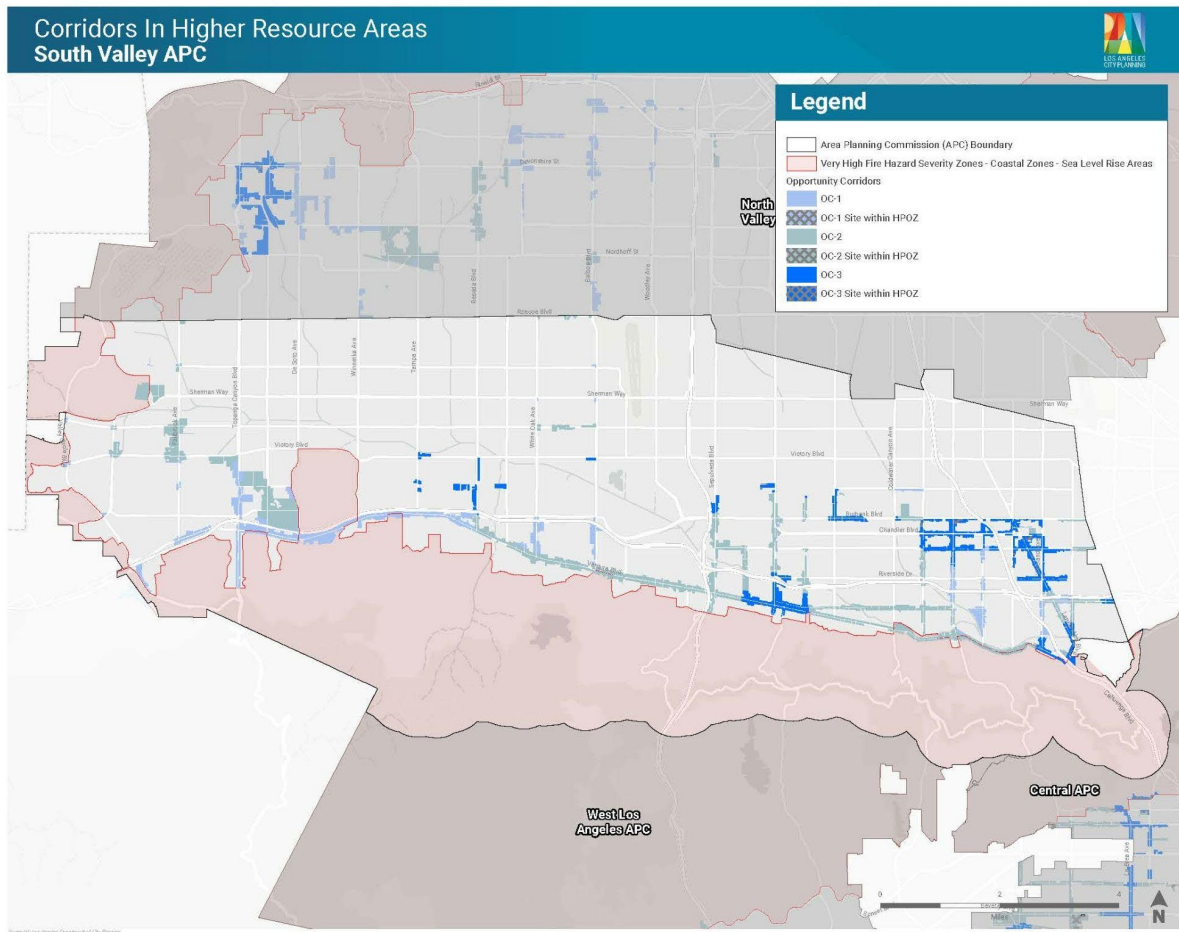 Corridors In Higher Resource Areas
South Valley APC
LOS ANGELES
CITY PLANNING
Legend
Area Planning Commission (APC) Boundary
Very High Fire Hazard Severity Zones - Coastal Zones - Sea Level Rise Areas
Opportunity Corridors
OC-1
OC-1 Site within HPOZ
OC-2
OC-2 Site within HPOZ
OC-3
OC-3 Site within HPOZ
Devonshire St
North
Valley
Nordhoff St
Reseda Blvd
Balboa Blvd
Woodley Ave
Roscoe Blvd
De Soto Ave
Winnetka Ave
Tampa Ave
Topanga Canyon Blvd
Sherman Way
Sherman Way
Sherman Way
White Oak Ave
Victory Blvd
Victory Blvd
Sepulveda Blvd
Coldwater Canyon Ave
Burbank Blvd
Chandler Blvd
Riverside Dr
Ventura Blvd
Cahuenga Blvd
West Los
Angeles APC
Central APC
La Brea Ave
0
2
4
Miles
N